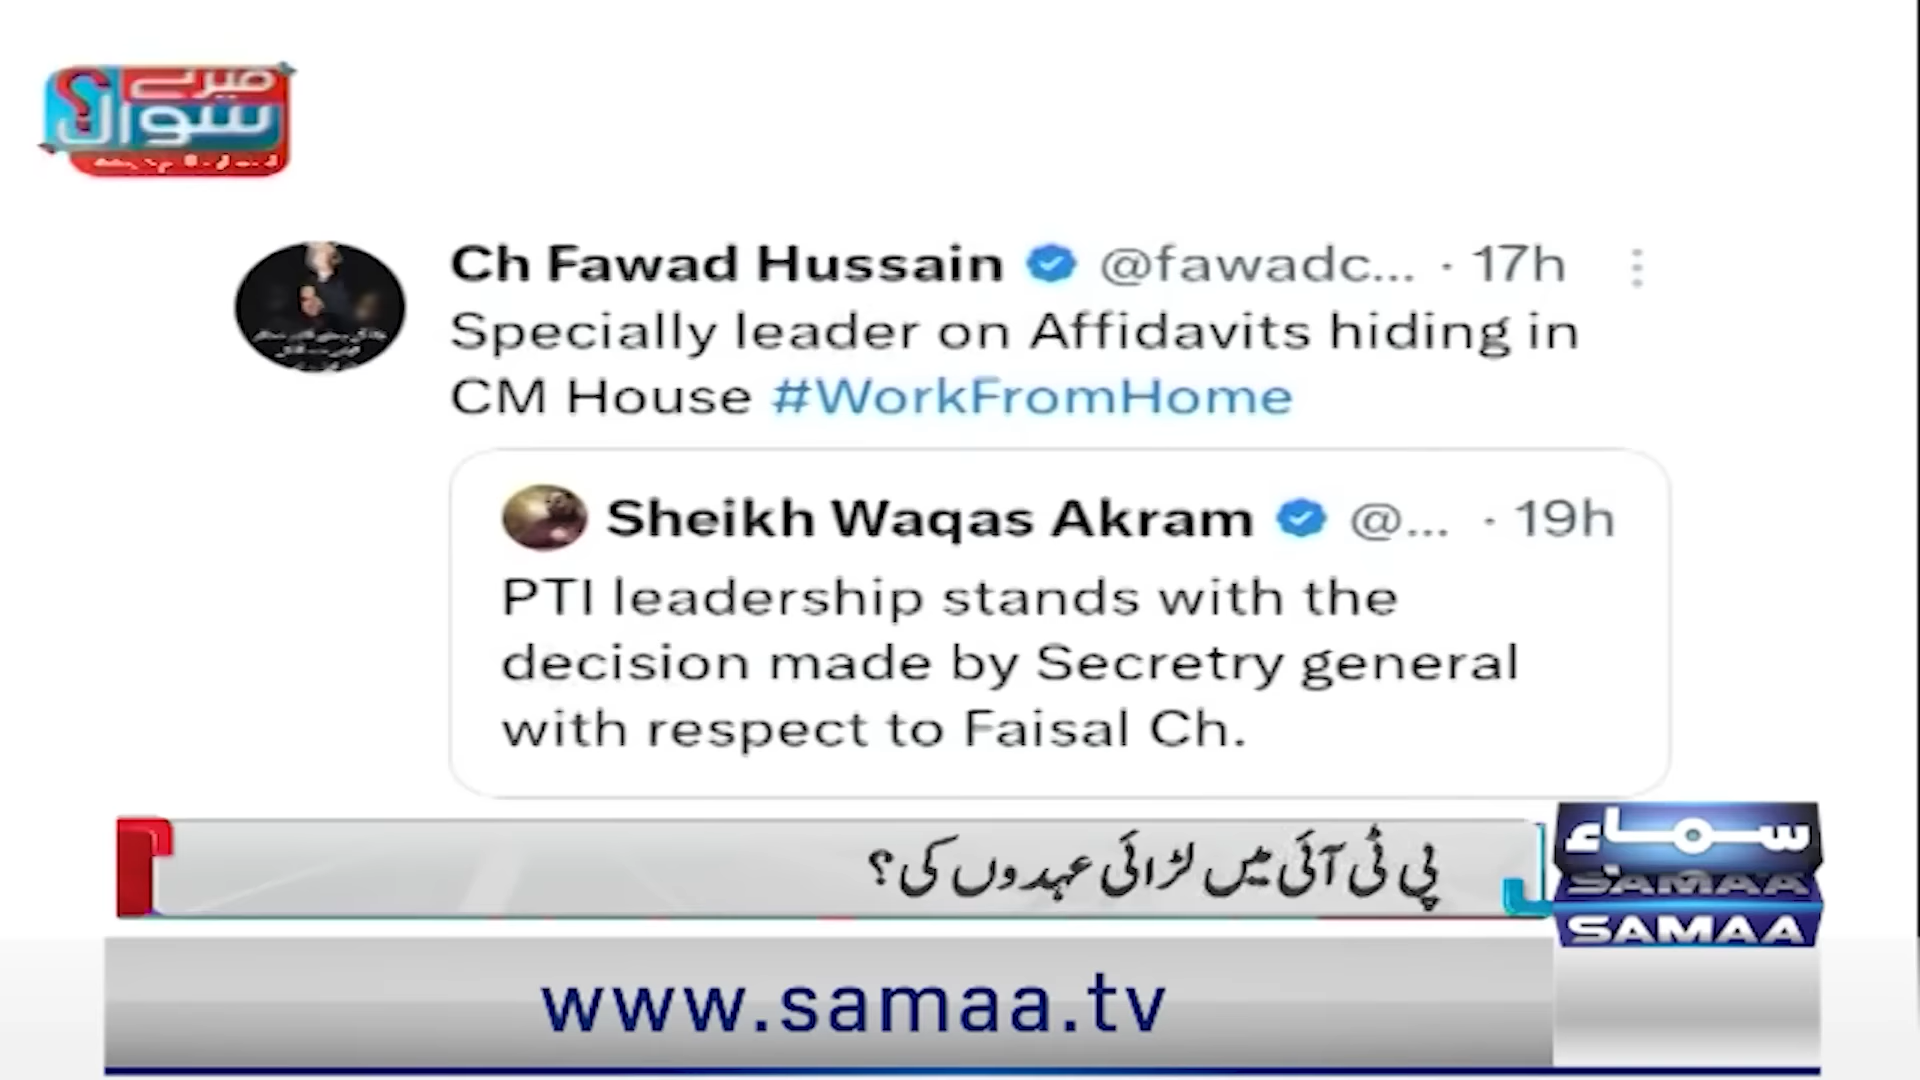 میرے
سوال؟
Ch Fawad Hussain @fawadc... · 17h
Specially leader on Affidavits hiding in
CM House #WorkFromHome
Sheikh Waqas Akram @... · 19h
PTI leadership stands with the
decision made by Secretry general
with respect to Faisal Ch.
پی ٹی آئی میں لڑائی عہدوں کی؟
سماء
SAMAA
SAMAA
www.samaa.tv